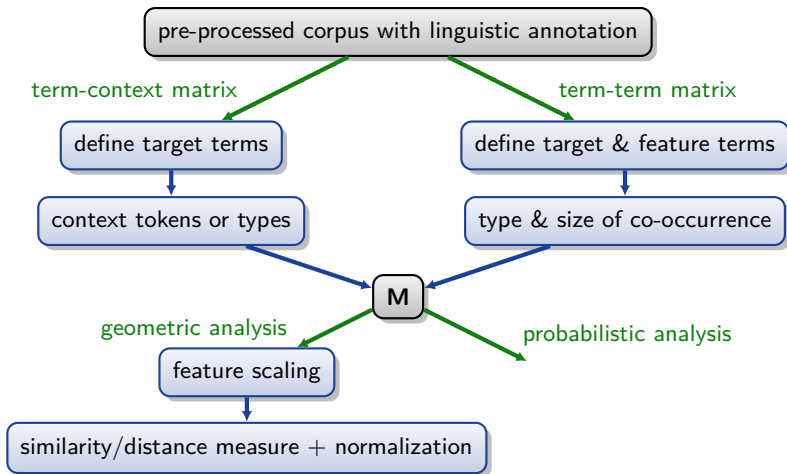 pre-processed corpus with linguistic annotation
term-context matrix
term-term matrix
define target terms
define target & feature terms
context tokens or types
type & size of co-occurrence
M
geometric analysis
probabilistic analysis
feature scaling
similarity/distance measure + normalization